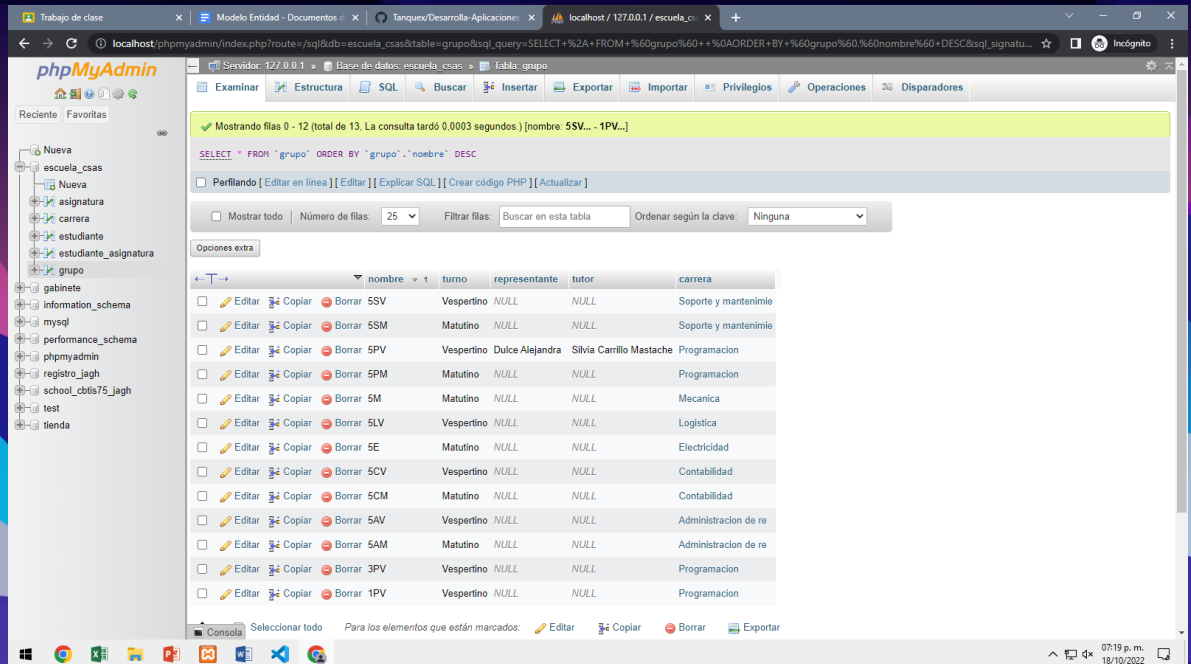 Trabajo de clase
Modelo Entidad - Documentos d
Tanquex/Desarrolla-Aplicaciones
localhost / 127.0.0.1 / escuela_cs
localhost/phpmyadmin/index.php?route=/sql&db=escuela_csas&table=grupo&sql_query=SELECT+%2A+FROM+%60grupo%60++%0AORDER+BY+%60grupo%60.%60nombre%60+DESC&sql_signatu...
Incógnito
phpMyAdmin
Reciente Favoritas
Nueva
escuela_csas
Nueva
asignatura
carrera
estudiante
estudiante_asignatura
grupo
gabinete
information_schema
mysql
performance_schema
phpmyadmin
registro_jagh
school_cbtis75_jagh
test
tienda
Servidor: 127.0.0.1 » Base de datos: escuela_csas » Tabla: grupo
Examinar Estructura SQL Buscar Insertar Exportar Importar Privilegios Operaciones Disparadores
Mostrando filas 0 - 12 (total de 13, La consulta tardó 0,0003 segundos.) [nombre: 5SV... - 1PV...]
SELECT * FROM `grupo` ORDER BY `grupo`.`nombre` DESC
Perfilando [ Editar en línea ] [ Editar ] [ Explicar SQL ] [ Crear código PHP ] [ Actualizar ]
Mostrar todo | Número de filas: 25 Filtrar filas: Buscar en esta tabla Ordenar según la clave: Ninguna
Opciones extra
nombre 1 turno representante tutor carrera
Editar Copiar Borrar 5SV Vespertino NULL NULL Soporte y mantenimie
Editar Copiar Borrar 5SM Matutino NULL NULL Soporte y mantenimie
Editar Copiar Borrar 5PV Vespertino Dulce Alejandra Silvia Carrillo Mastache Programacion
Editar Copiar Borrar 5PM Matutino NULL NULL Programacion
Editar Copiar Borrar 5M Matutino NULL NULL Mecanica
Editar Copiar Borrar 5LV Vespertino NULL NULL Logistica
Editar Copiar Borrar 5E Matutino NULL NULL Electricidad
Editar Copiar Borrar 5CV Vespertino NULL NULL Contabilidad
Editar Copiar Borrar 5CM Matutino NULL NULL Contabilidad
Editar Copiar Borrar 5AV Vespertino NULL NULL Administracion de re
Editar Copiar Borrar 5AM Matutino NULL NULL Administracion de re
Editar Copiar Borrar 3PV Vespertino NULL NULL Programacion
Editar Copiar Borrar 1PV Vespertino NULL NULL Programacion
Consola Seleccionar todo Para los elementos que están marcados: Editar Copiar Borrar Exportar
07:19 p. m.
18/10/2022